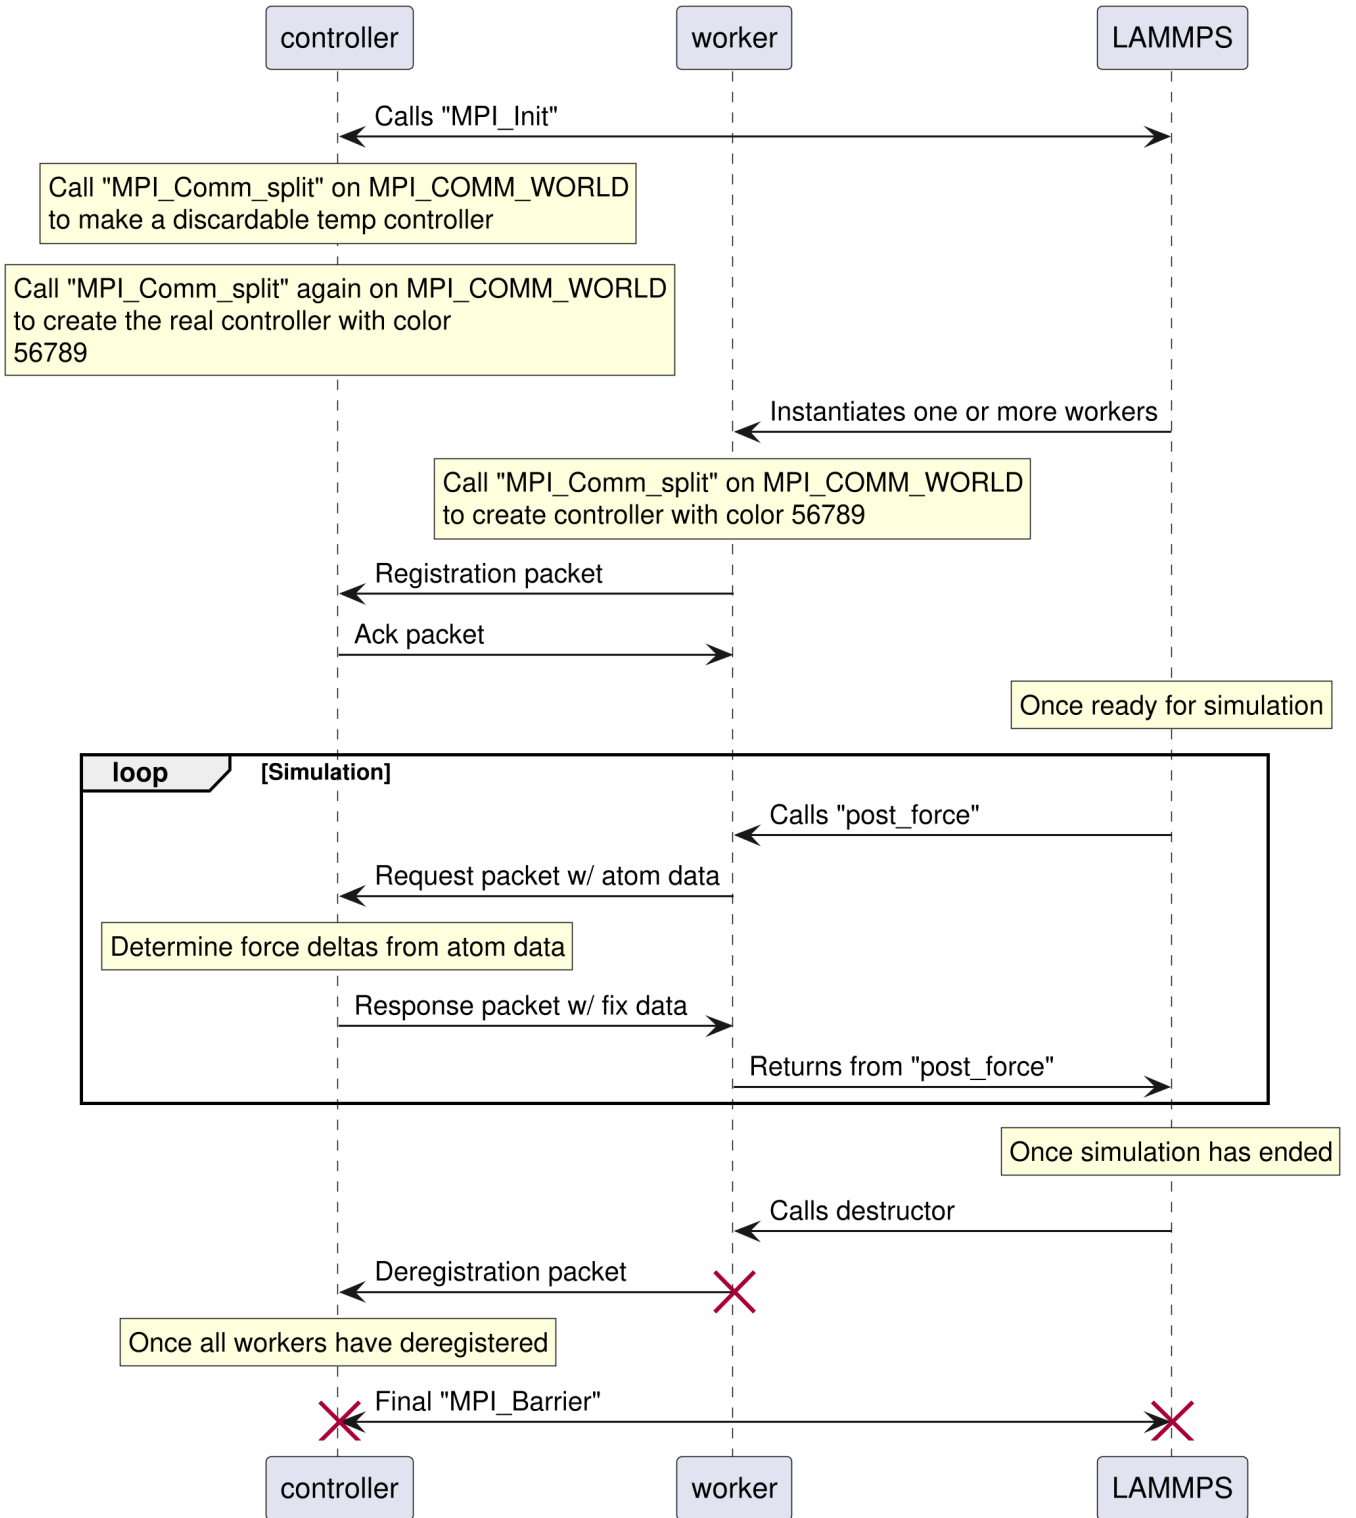 controller
worker
LAMMPS
Calls "MPI_Init"
Call "MPI_Comm_split" on MPI_COMM_WORLD
to make a discardable temp controller
Call "MPI_Comm_split" again on MPI_COMM_WORLD
to create the real controller with color
56789
Instantiates one or more workers
Call "MPI_Comm_split" on MPI_COMM_WORLD
to create controller with color 56789
Registration packet
Ack packet
Once ready for simulation
loop
[Simulation]
Calls "post_force"
Request packet w/ atom data
Determine force deltas from atom data
Response packet w/ fix data
Returns from "post_force"
Once simulation has ended
Calls destructor
Deregistration packet
Once all workers have deregistered
Final "MPI_Barrier"
controller
worker
LAMMPS